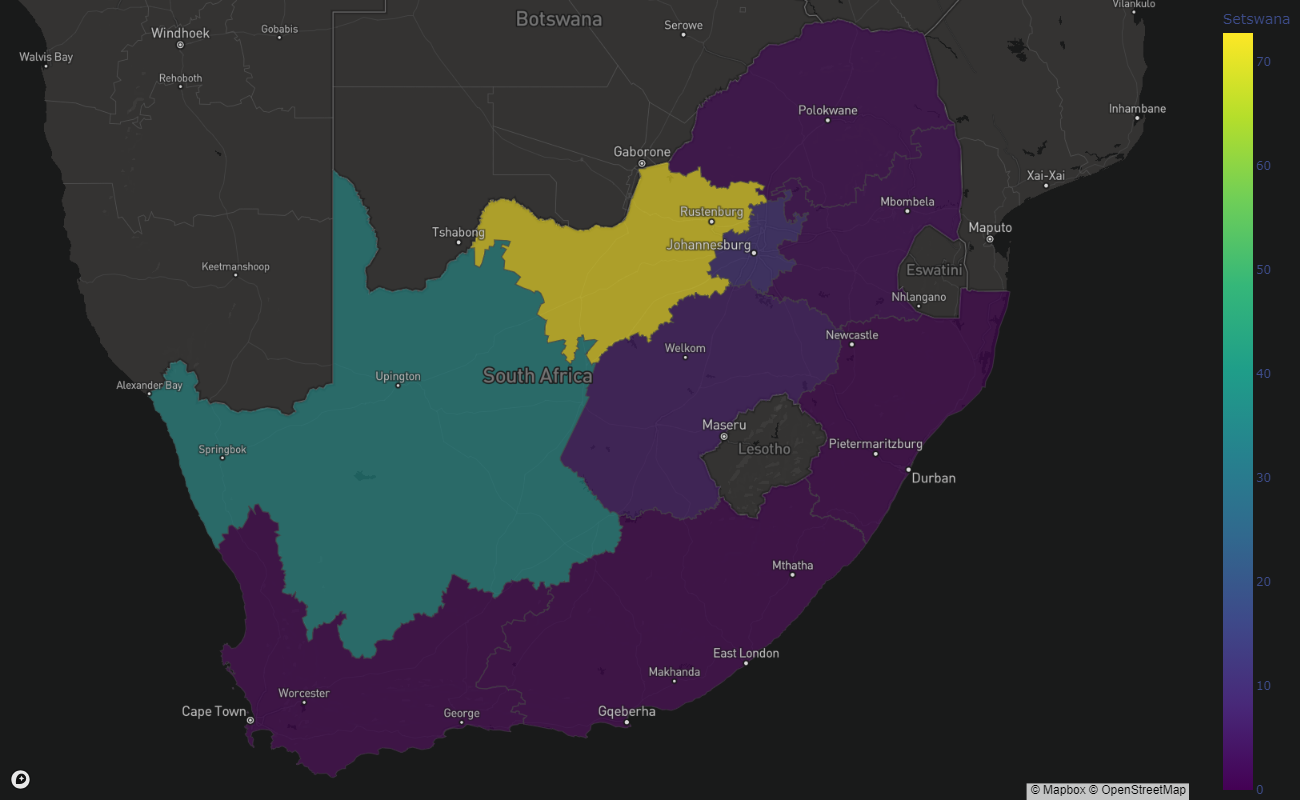 Vilankulo
Botswana
Setswana
Serowe
Gobabis
Windhoek
Walvis Bay
70
Rehoboth
Polokwane
Inhambane
Gaborone
60
Xai-Xai
Mbombela
Rustenburg
Maputo
Tshabong
Johannesburg
Keetmanshoop
Eswatini
50
Nhlangano
Newcastle
Welkom
South Africa
Upington
40
Alexander Bay
Maseru
Pietermaritzburg
Springbok
Lesotho
Durban
30
Mthatha
20
East London
Makhanda
10
Worcester
Cape Town
George
Gqeberha
0
© Mapbox © OpenStreetMap